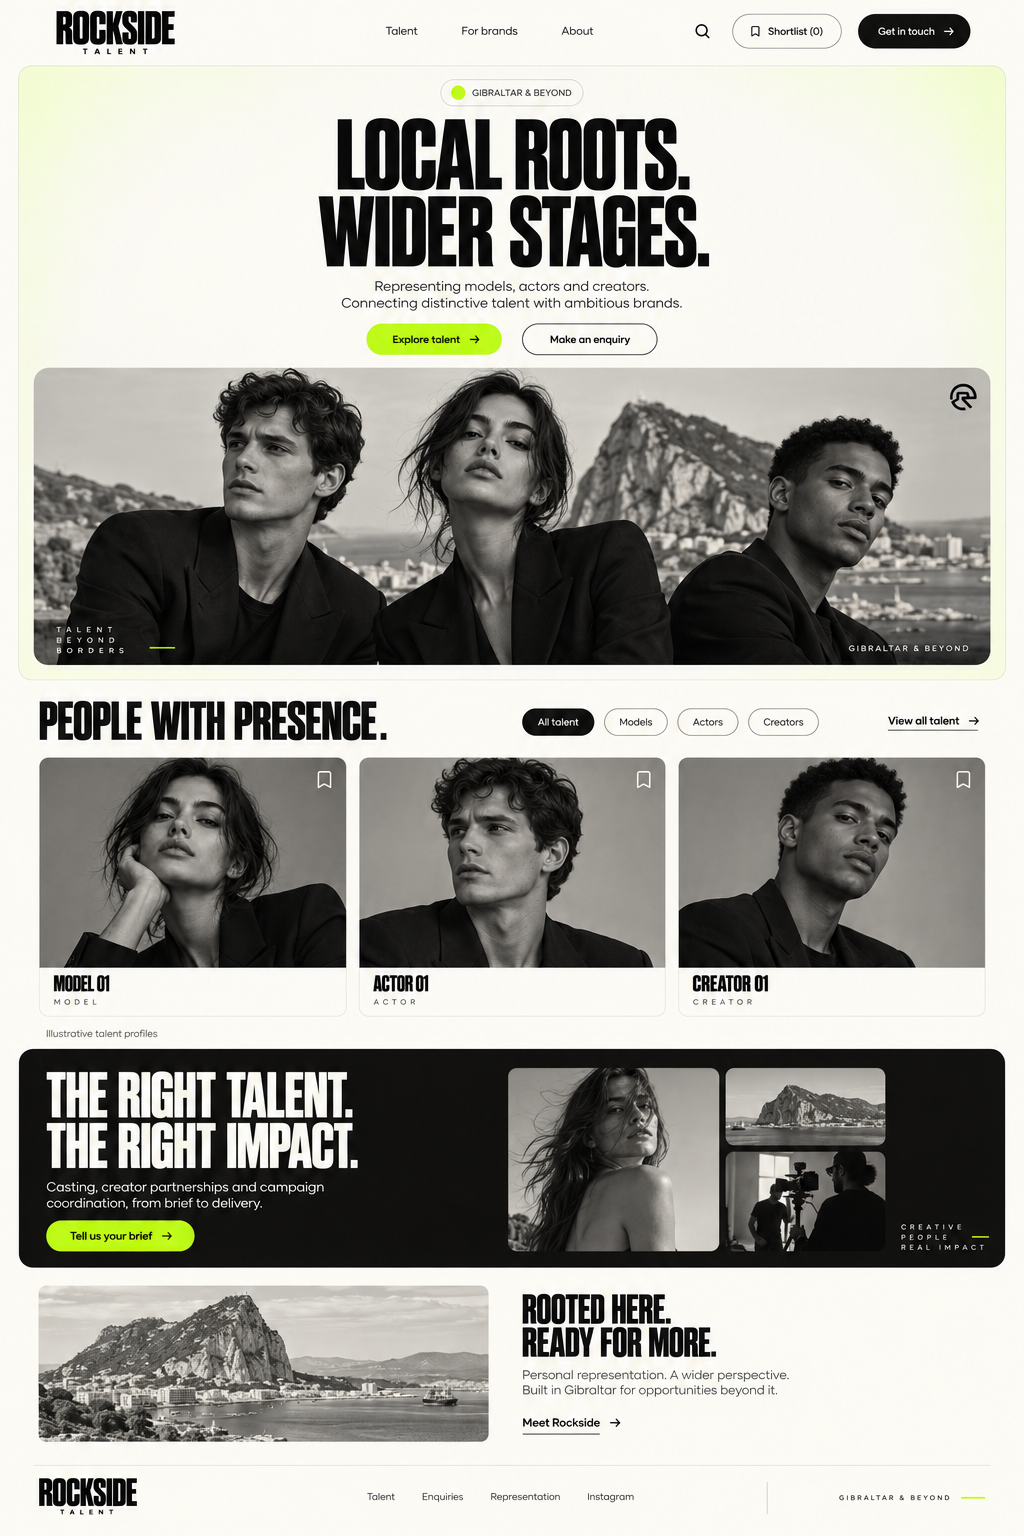 ROCKSIDE
TALENT
Talent
For brands
About
Shortlist (0)
Get in touch
GIBRALTAR & BEYOND
LOCAL ROOTS.
WIDER STAGES.
Representing models, actors and creators.
Connecting distinctive talent with ambitious brands.
Explore talent
Make an enquiry
R
TALENT
BEYOND
BORDERS
GIBRALTAR & BEYOND
PEOPLE WITH PRESENCE.
All talent
Models
Actors
Creators
View all talent
MODEL 01
MODEL
ACTOR 01
ACTOR
CREATOR 01
CREATOR
Illustrative talent profiles
THE RIGHT TALENT.
THE RIGHT IMPACT.
Casting, creator partnerships and campaign
coordination, from brief to delivery.
Tell us your brief
CREATIVE
PEOPLE
REAL IMPACT
ROOTED HERE.
READY FOR MORE.
Personal representation. A wider perspective.
Built in Gibraltar for opportunities beyond it.
Meet Rockside
ROCKSIDE
TALENT
Talent
Enquiries
Representation
Instagram
GIBRALTAR & BEYOND